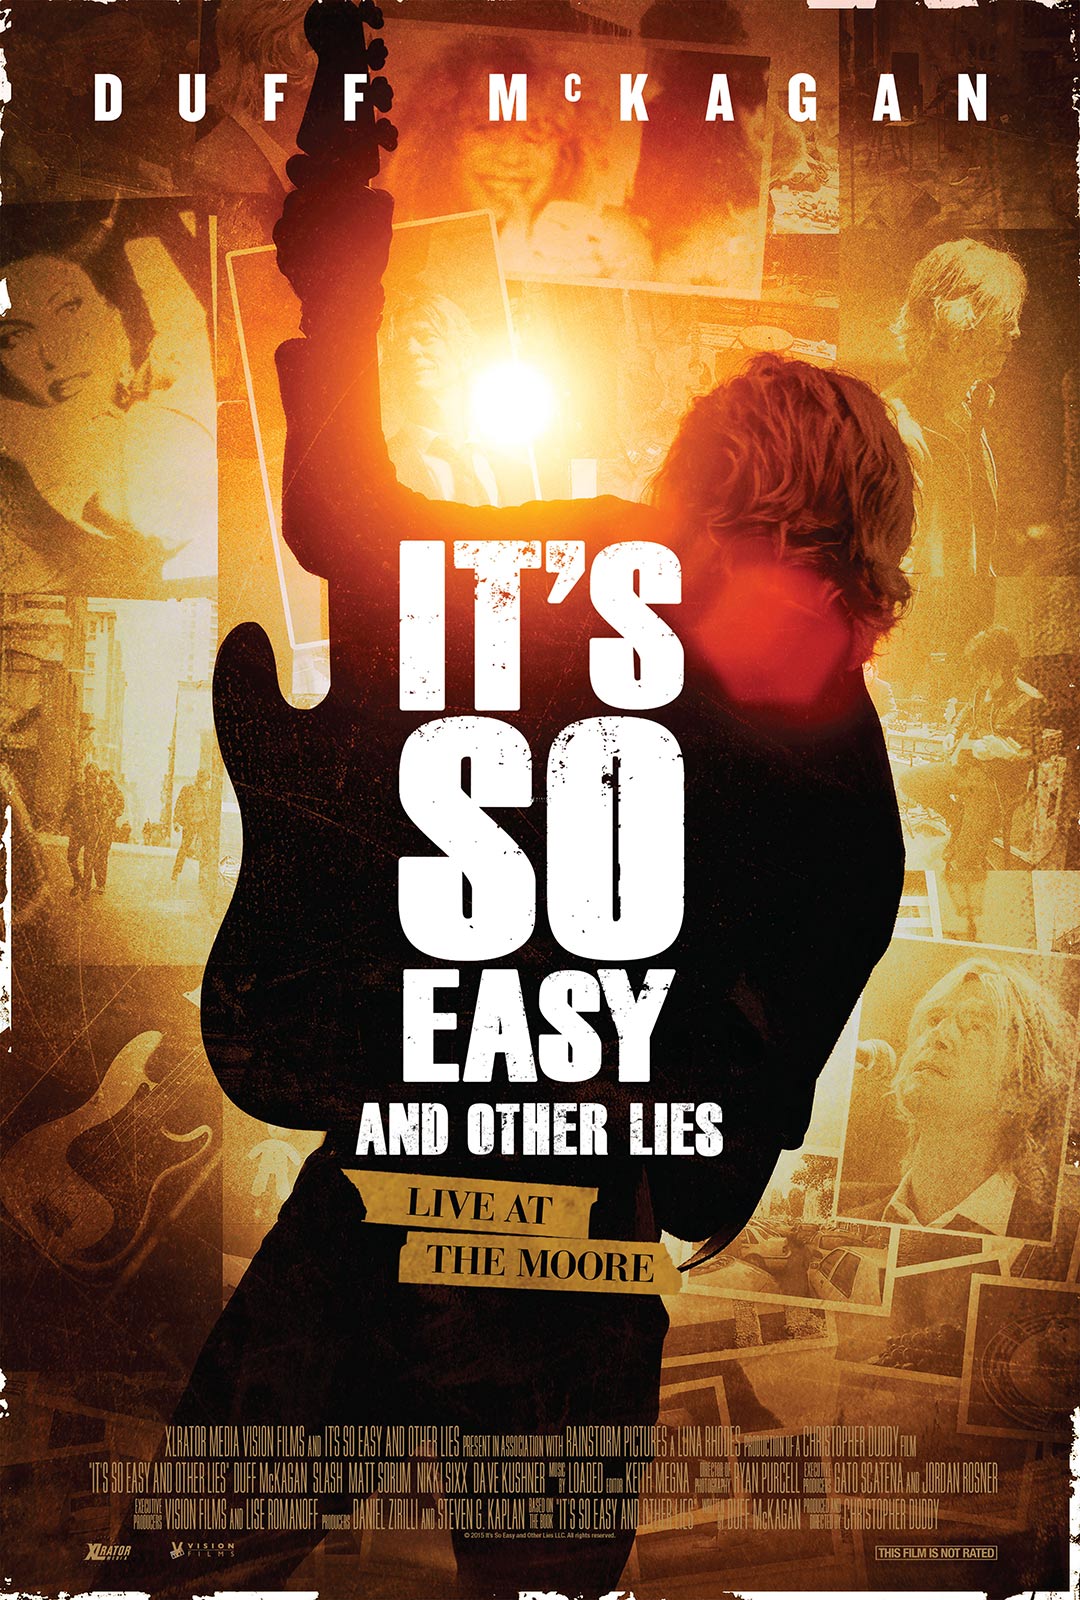 DUFF McKAGAN
IT'S
SO
EASY
AND OTHER LIES
LIVE AT
THE MOORE
XLRATOR MEDIA VISION FILMS AND ITS SO EASY AND OTHER LIES PRESENT IN ASSOCIATION WITH RAINSTORM PICTURES A LUNA RHODES PRODUCTION OF A CHRISTOPHER DUDDY FILM
"IT'S SO EASY AND OTHER LIES" DUFF McKAGAN SLASH MATT SORUM NIKKI SIXX DAVE KUSHNER MUSIC BY LOADED EDITOR KEITH MEGNA DIRECTOR OF PHOTOGRAPHY RYAN PURCELL EXECUTIVE PRODUCERS GATO SCATENA AND JORDAN ROSNER
EXECUTIVE PRODUCERS VISION FILMS AND LISE ROMANOFF PRODUCERS DANIEL ZIRILLI AND STEVEN G. KAPLAN BASED ON THE BOOK "IT'S SO EASY AND OTHER LIES" BY DUFF McKAGAN PRODUCED AND DIRECTED BY CHRISTOPHER DUDDY
© 2015 It's So Easy and Other Lies LLC. All rights reserved.
XLRATOR MEDIA
VISION FILMS
THIS FILM IS NOT RATED